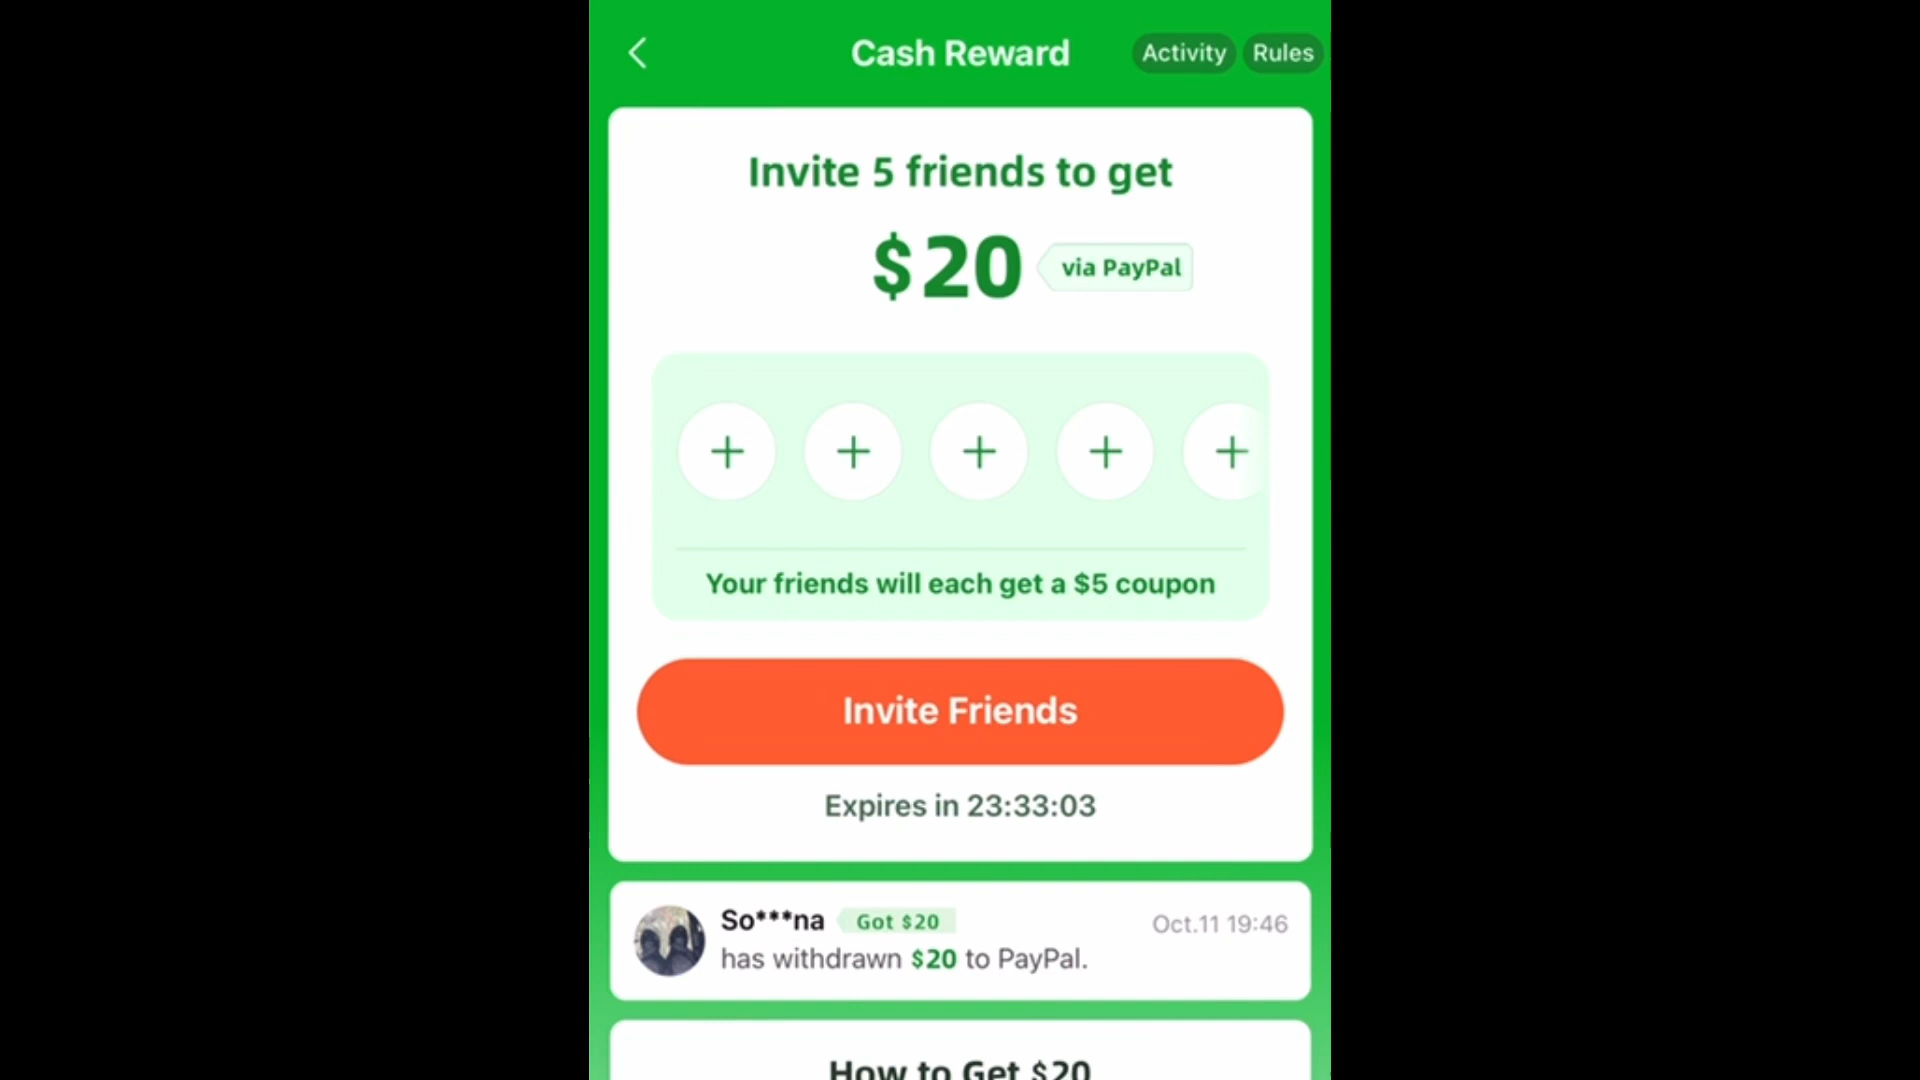 Cash Reward
Activity
Rules
Invite 5 friends to get
$20
via PayPal
Your friends will each get a $5 coupon
Invite Friends
Expires in 23:33:03
So***na
Got $20
Oct.11 19:46
has withdrawn $20 to PayPal.
How to Get $20